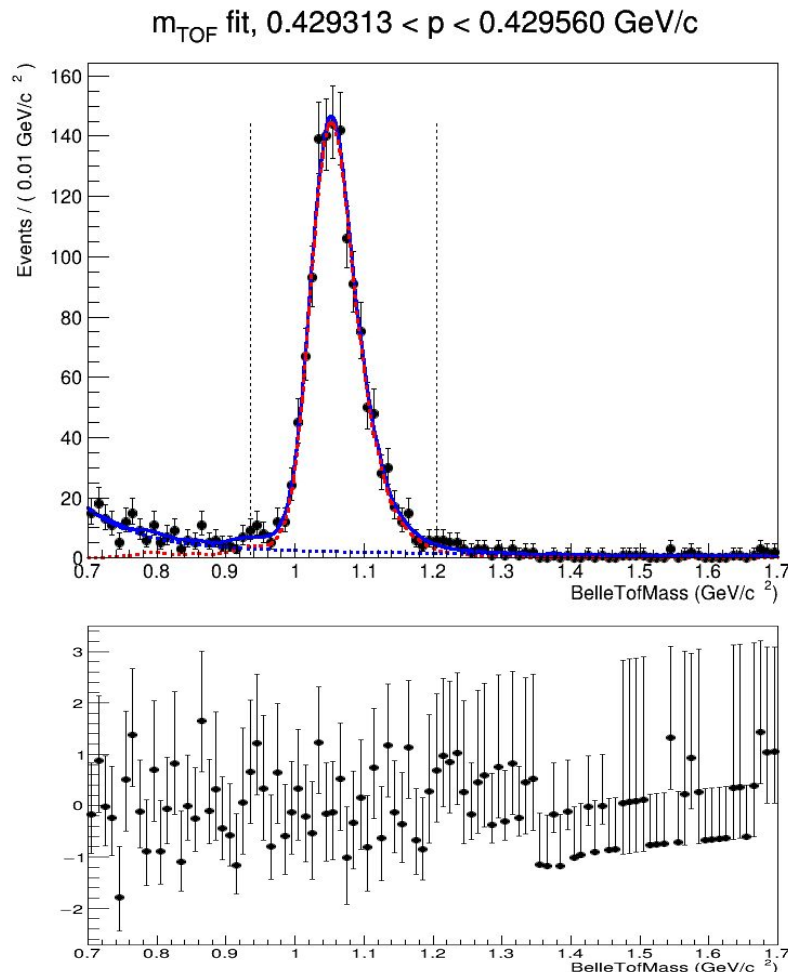 m_TOF fit, 0.429313 < p < 0.429560 GeV/c
Events / ( 0.01 GeV/c ²  )
160
140
120
100
80
60
40
20
0
0.7 0.8 0.9 1 1.1 1.2 1.3 1.4 1.5 1.6 1.7
BelleTofMass (GeV/c ²)
3
2
1
0
−1
−2
0.7 0.8 0.9 1 1.1 1.2 1.3 1.4 1.5 1.6 1.7
BelleTofMass (GeV/c ²)